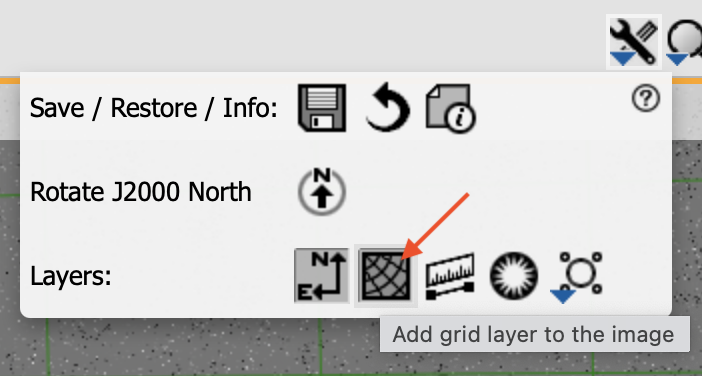 Save / Restore / Info:
?
Rotate J2000 North
N
Layers:
N
E
Add grid layer to the image